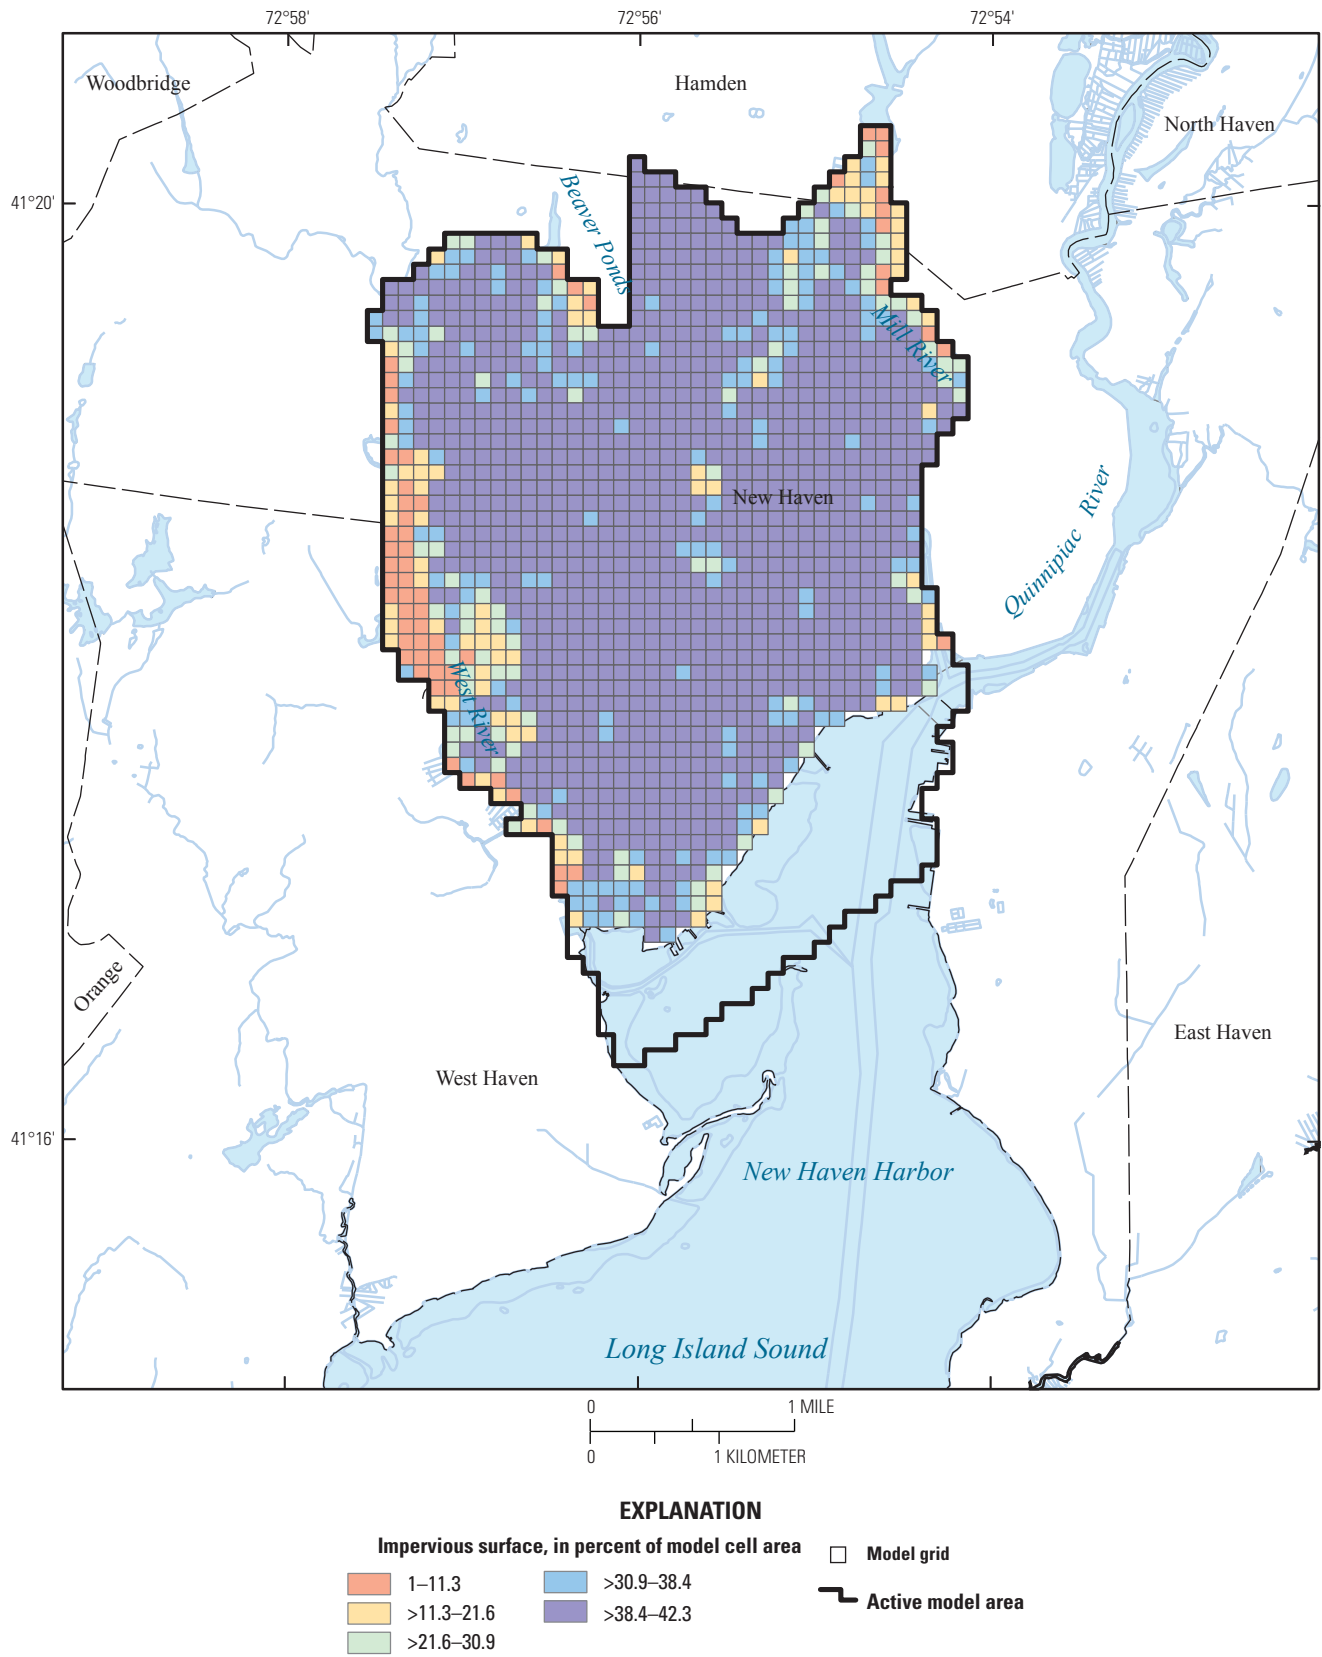 72°58'
72°56'
72°54'
Woodbridge
Hamden
North Haven
41°20'
Beaver Ponds
Mill River
New Haven
Quinnipiac River
West River
Orange
East Haven
West Haven
41°16'
New Haven Harbor
Long Island Sound
0 1 MILE
0 1 KILOMETER
EXPLANATION
Impervious surface, in percent of model cell area
1–11.3
>11.3–21.6
>21.6–30.9
>30.9–38.4
>38.4–42.3
Model grid
Active model area